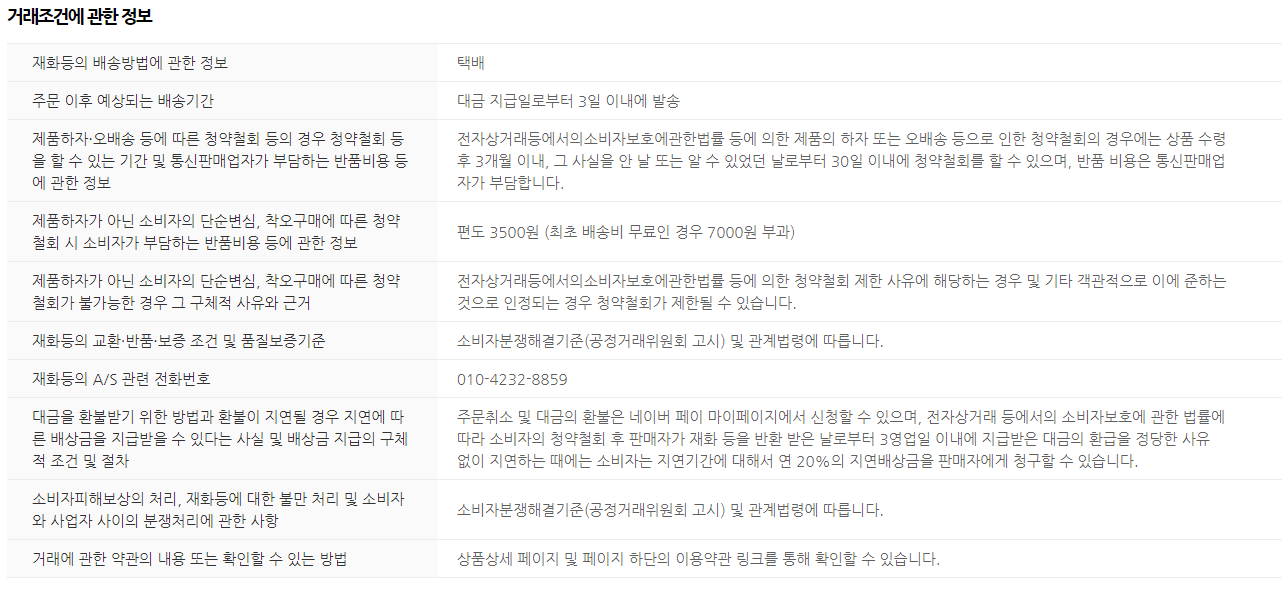 거래조건에 관한 정보
재화등의 배송방법에 관한 정보
택배
주문 이후 예상되는 배송기간
대금 지급일로부터 3일 이내에 발송
제품하자·오배송 등에 따른 청약철회 등의 경우 청약철회 등
을 할 수 있는 기간 및 통신판매업자가 부담하는 반품비용 등
에 관한 정보
전자상거래등에서의소비자보호에관한법률 등에 의한 제품의 하자 또는 오배송 등으로 인한 청약철회의 경우에는 상품 수령
후 3개월 이내, 그 사실을 안 날 또는 알 수 있었던 날로부터 30일 이내에 청약철회를 할 수 있으며, 반품 비용은 통신판매업
자가 부담합니다.
제품하자가 아닌 소비자의 단순변심, 착오구매에 따른 청약
철회 시 소비자가 부담하는 반품비용 등에 관한 정보
편도 3500원 (최초 배송비 무료인 경우 7000원 부과)
제품하자가 아닌 소비자의 단순변심, 착오구매에 따른 청약
철회가 불가능한 경우 그 구체적 사유와 근거
전자상거래등에서의소비자보호에관한법률 등에 의한 청약철회 제한 사유에 해당하는 경우 및 기타 객관적으로 이에 준하는
것으로 인정되는 경우 청약철회가 제한될 수 있습니다.
재화등의 교환·반품·보증 조건 및 품질보증기준
소비자분쟁해결기준(공정거래위원회 고시) 및 관계법령에 따릅니다.
재화등의 A/S 관련 전화번호
010-4232-8859
대금을 환불받기 위한 방법과 환불이 지연될 경우 지연에 따
른 배상금을 지급받을 수 있다는 사실 및 배상금 지급의 구체
적 조건 및 절차
주문취소 및 대금의 환불은 네이버 페이 마이페이지에서 신청할 수 있으며, 전자상거래 등에서의 소비자보호에 관한 법률에
따라 소비자의 청약철회 후 판매자가 재화 등을 반환 받은 날로부터 3영업일 이내에 지급받은 대금의 환급을 정당한 사유
없이 지연하는 때에는 소비자는 지연기간에 대해서 연 20%의 지연배상금을 판매자에게 청구할 수 있습니다.
소비자피해보상의 처리, 재화등에 대한 불만 처리 및 소비자
와 사업자 사이의 분쟁처리에 관한 사항
소비자분쟁해결기준(공정거래위원회 고시) 및 관계법령에 따릅니다.
거래에 관한 약관의 내용 또는 확인할 수 있는 방법
상품상세 페이지 및 페이지 하단의 이용약관 링크를 통해 확인할 수 있습니다.